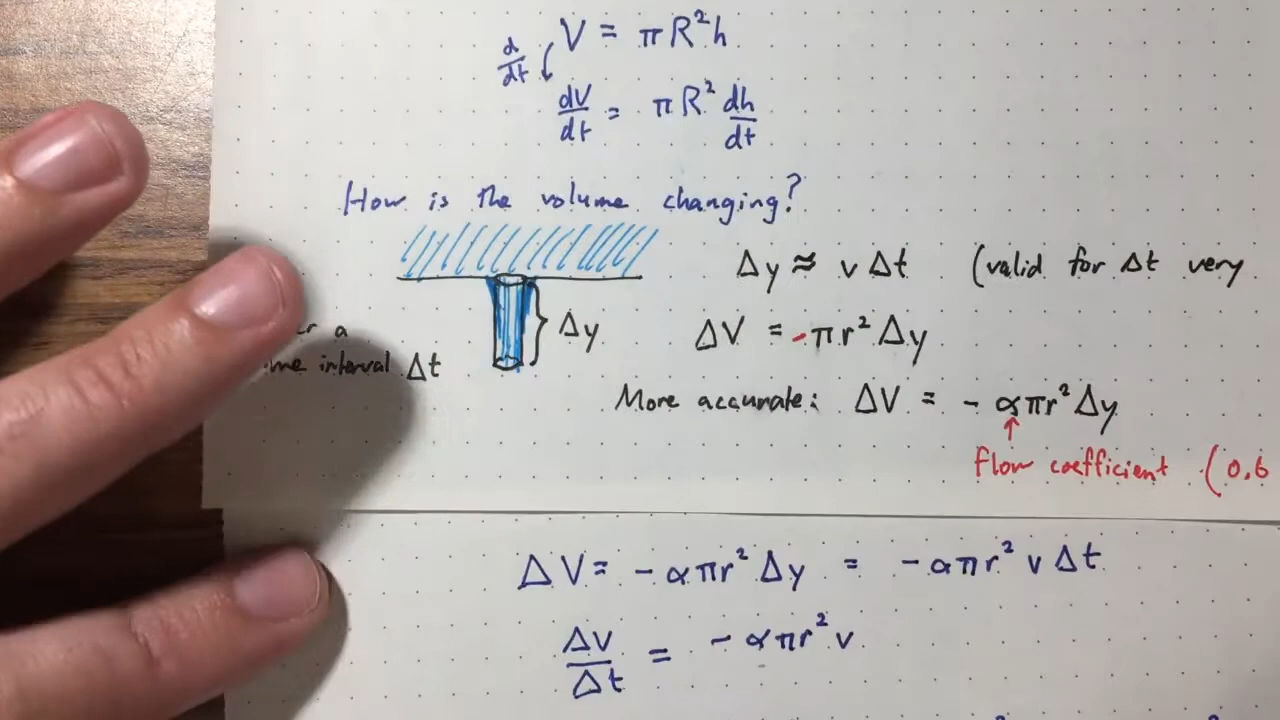 V = πR²h
d/dt
dV/dt = πR² dh/dt
How is the volume changing?
Δy ≈ v Δt (valid for Δt very
Δy
ΔV = -πr² Δy
a
interval Δt
More accurate: ΔV = - απr² Δy
flow coefficient (0.6
ΔV = - απr² Δy = - απr² v Δt
ΔV/Δt = - απr² v